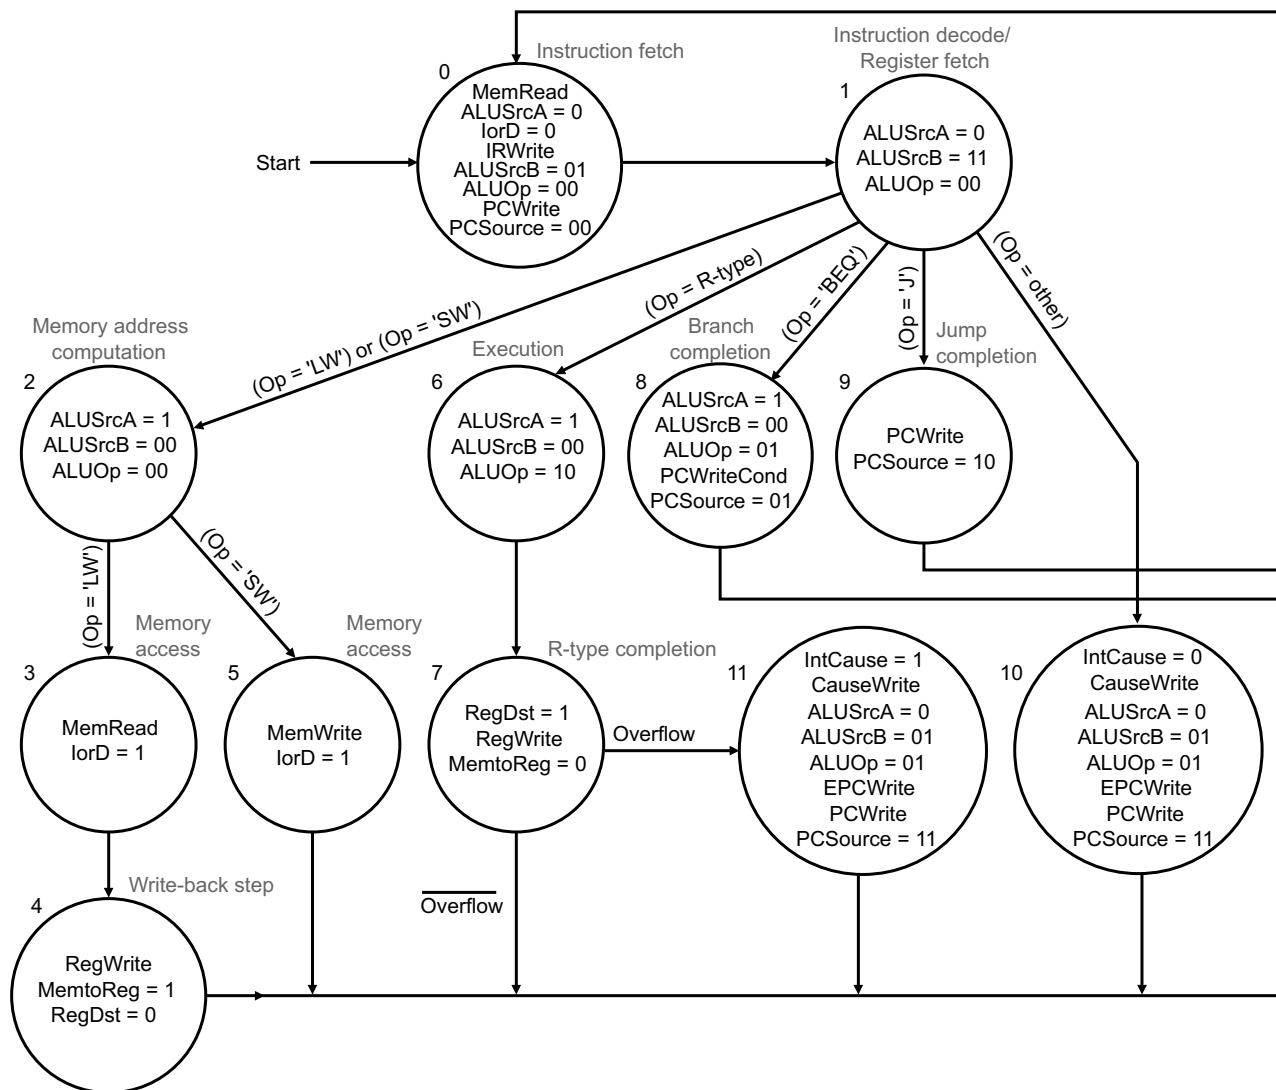 Instruction fetch
0
MemRead
ALUSrcA = 0
IorD = 0
IRWrite
ALUSrcB = 01
ALUOp = 00
PCWrite
PCSource = 00
Start
Instruction decode/
Register fetch
1
ALUSrcA = 0
ALUSrcB = 11
ALUOp = 00
(Op = 'LW') or (Op = 'SW')
(Op = R-type)
(Op = 'BEQ')
(Op = 'J')
(Op = other)
Memory address
computation
2
ALUSrcA = 1
ALUSrcB = 00
ALUOp = 00
Execution
6
ALUSrcA = 1
ALUSrcB = 00
ALUOp = 10
Branch
completion
8
ALUSrcA = 1
ALUSrcB = 00
ALUOp = 01
PCWriteCond
PCSource = 01
Jump
completion
9
PCWrite
PCSource = 10
(Op = 'LW')
(Op = 'SW')
Memory
access
3
MemRead
IorD = 1
Memory
access
5
MemWrite
IorD = 1
R-type completion
7
RegDst = 1
RegWrite
MemtoReg = 0
Overflow
11
IntCause = 1
CauseWrite
ALUSrcA = 0
ALUSrcB = 01
ALUOp = 01
EPCWrite
PCWrite
PCSource = 11
10
IntCause = 0
CauseWrite
ALUSrcA = 0
ALUSrcB = 01
ALUOp = 01
EPCWrite
PCWrite
PCSource = 11
Overflow
Write-back step
4
RegWrite
MemtoReg = 1
RegDst = 0